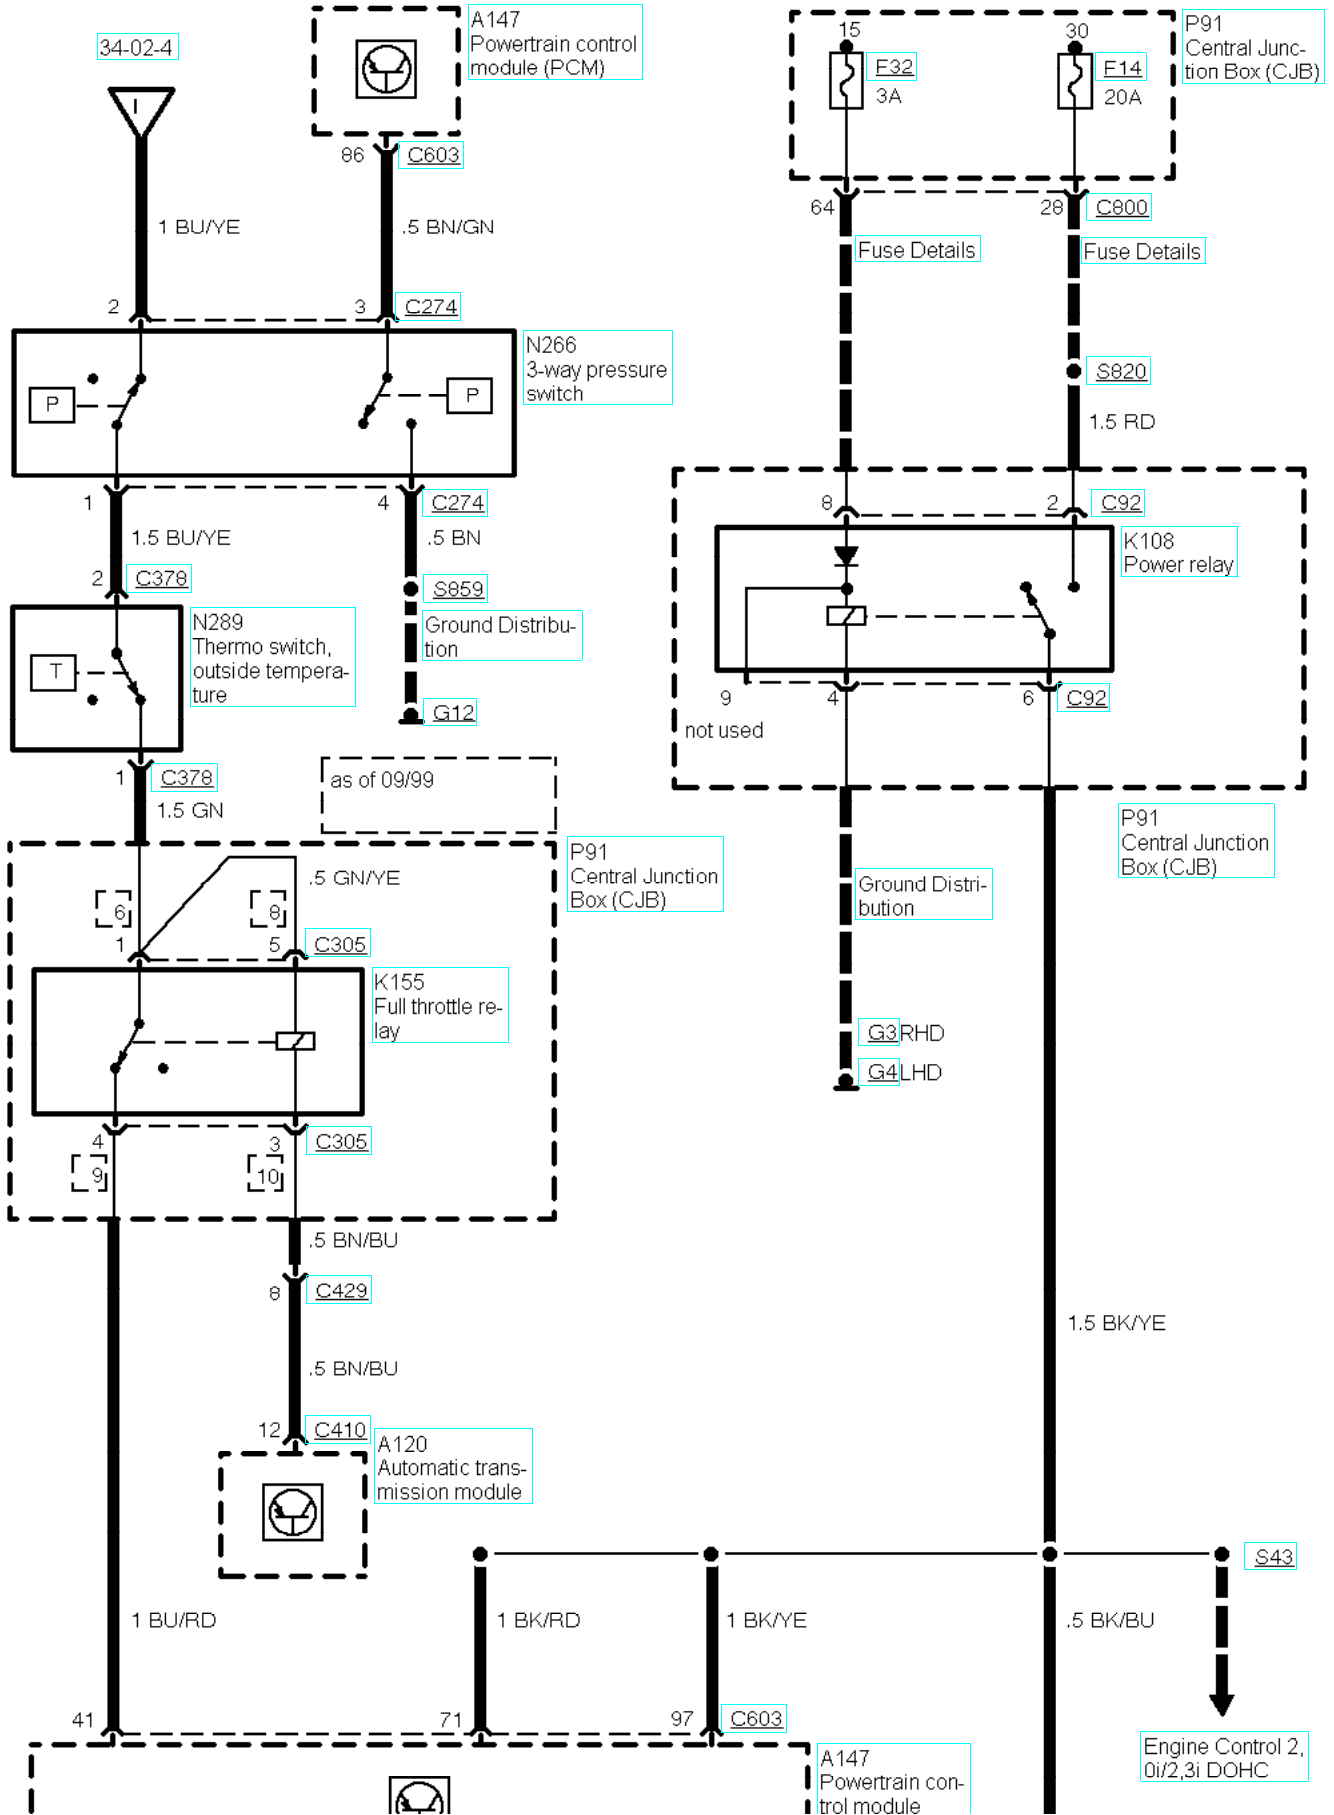 34-02-4
I
A147
Powertrain control
module (PCM)
86
C603
1 BU/YE
.5 BN/GN
2
3
C274
N266
3-way pressure
switch
P
P
1
4
C274
1.5 BU/YE
.5 BN
2
C378
S859
N289
Thermo switch,
outside tempera-
ture
Ground Distribu-
tion
T
G12
1
C378
1.5 GN
as of 09/99
P91
Central Junction
Box (CJB)
.5 GN/YE
6
8
1
5
C305
K155
Full throttle re-
lay
4
3
C305
9
10
.5 BN/BU
8
C429
.5 BN/BU
12
C410
A120
Automatic trans-
mission module
1 BU/RD
1 BK/RD
1 BK/YE
41
71
97
C603
A147
Powertrain con-
trol module
15
30
P91
Central Junc-
tion Box (CJB)
F32
3A
F14
20A
64
28
C800
Fuse Details
Fuse Details
S820
1.5 RD
8
2
C92
K108
Power relay
9
4
6
C92
not used
P91
Central Junction
Box (CJB)
Ground Distri-
bution
G3RHD
G4LHD
1.5 BK/YE
S43
.5 BK/BU
Engine Control 2,
0i/2,3i DOHC